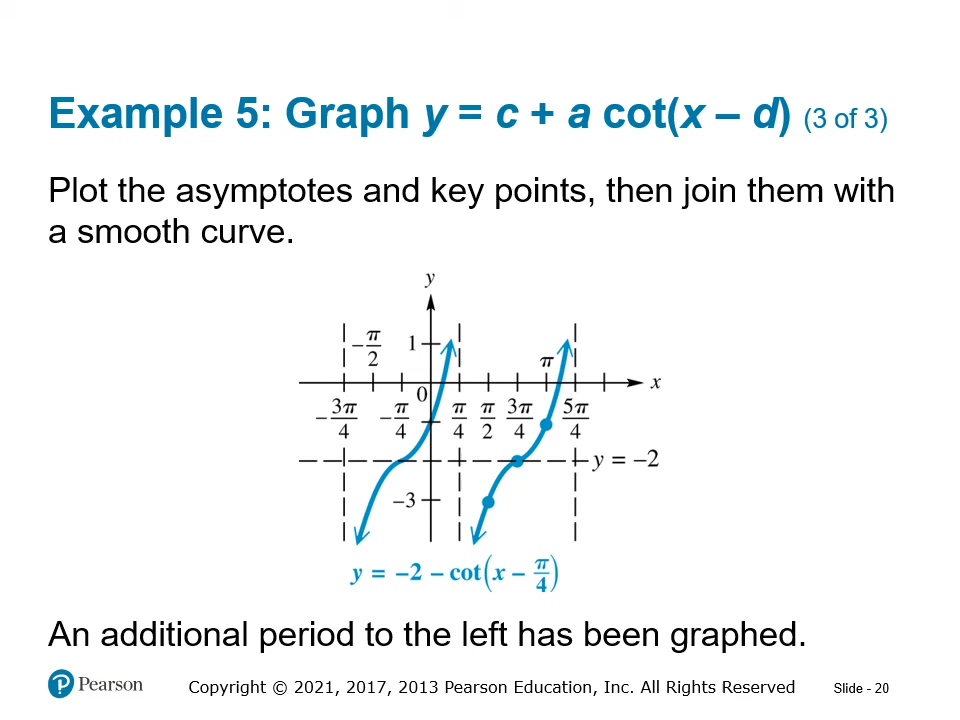 Example 5: Graph y = c + a cot(x – d) (3 of 3)
Plot the asymptotes and key points, then join them with
a smooth curve.
y
1
−π/2
π
x
0
−3π/4
−π/4
π/4
π/2
3π/4
5π/4
y = −2
−3
y = −2 − cot(x − π/4)
An additional period to the left has been graphed.
Pearson
Copyright © 2021, 2017, 2013 Pearson Education, Inc. All Rights Reserved
Slide - 20